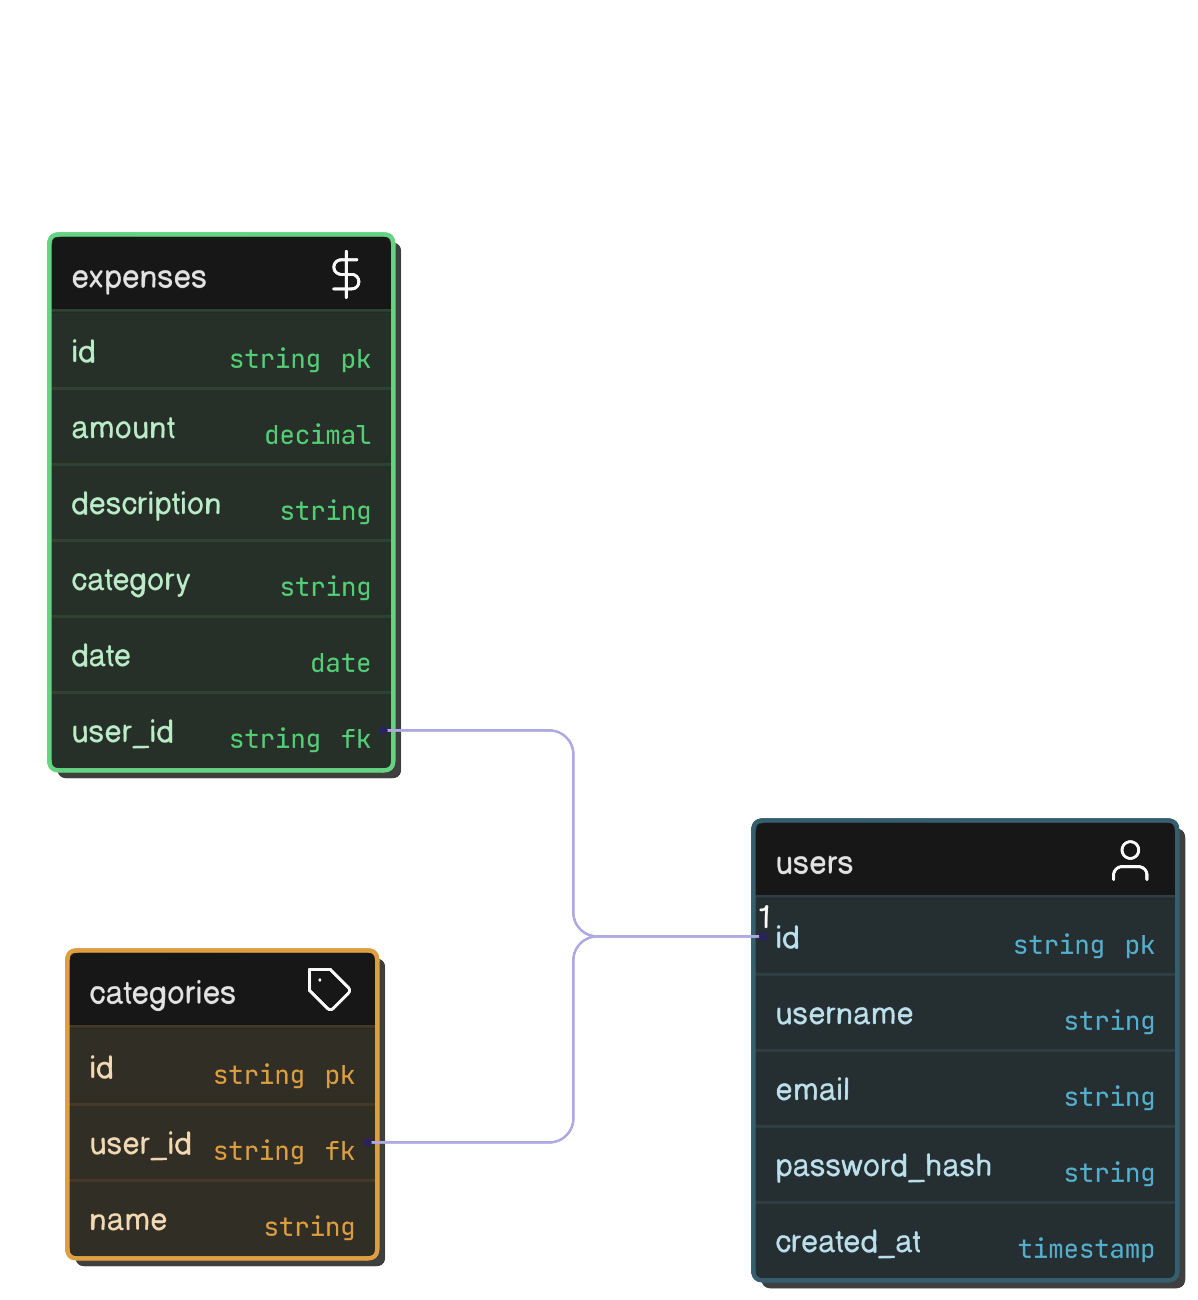 expenses
id string pk
amount decimal
description string
category string
date date
user_id string fk
users
1
id string pk
username string
email string
password_hash string
created_at timestamp
categories
id string pk
user_id string fk
name string